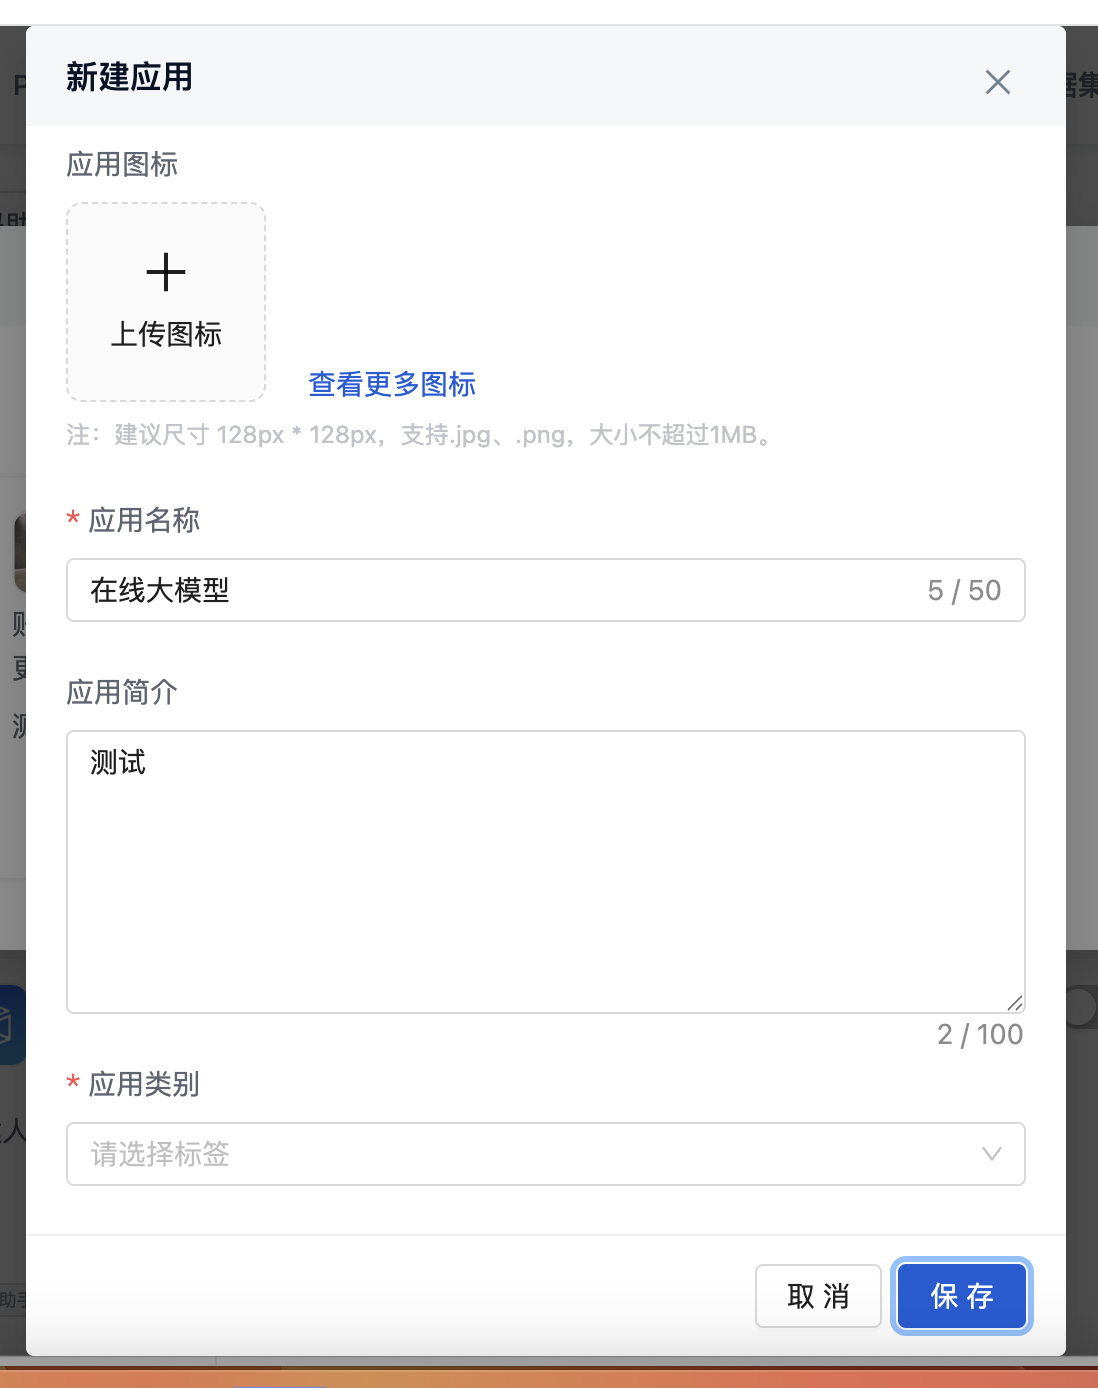 新建应用
应用图标
上传图标
查看更多图标
注：建议尺寸 128px * 128px，支持.jpg、.png，大小不超过1MB。
* 应用名称
在线大模型 5 / 50
应用简介
测试
2 / 100
* 应用类别
请选择标签
取 消 保 存